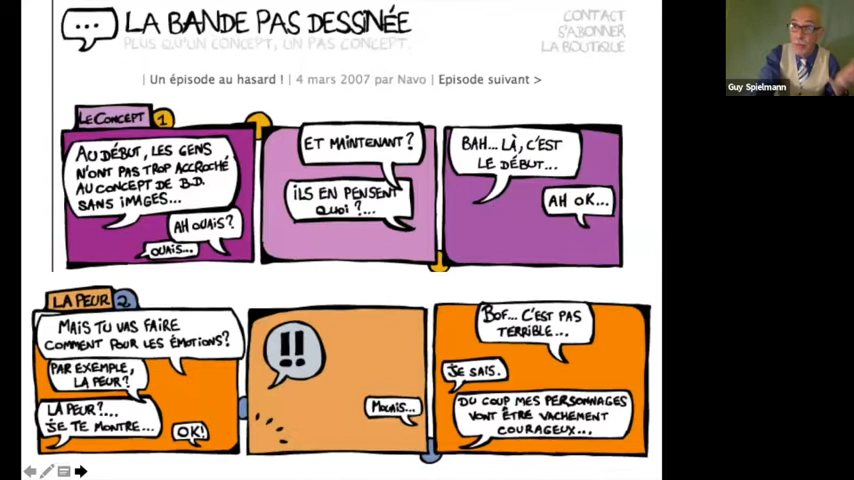 ...
LA BANDE PAS DESSINÉE
PLUS QU'UN CONCEPT, UN PAS CONCEPT.
CONTACT
S'ABONNER
LA BOUTIQUE
| Un épisode au hasard ! | 4 mars 2007 par Navo | Episode suivant >
LE CONCEPT 1
AU DÉBUT, LES GENS
N'ONT PAS TROP ACCROCHÉ
AU CONCEPT DE B.D.
SANS IMAGES...
AH OUAIS?
OUAIS...
ET MAINTENANT?
ILS EN PENSENT
QUOI ?...
BAH... LÀ, C'EST
LE DÉBUT...
AH OK...
LA PEUR 2
MAIS TU VAS FAIRE
COMMENT POUR LES ÉMOTIONS?
PAR EXEMPLE,
LA PEUR?
LA PEUR?...
JE TE MONTRE...
OK!
!!
MOUAIS...
BOF... C'EST PAS
TERRIBLE...
JE SAIS.
DU COUP MES PERSONNAGES
VONT ÊTRE VACHEMENT
COURAGEUX...
Guy Spielmann